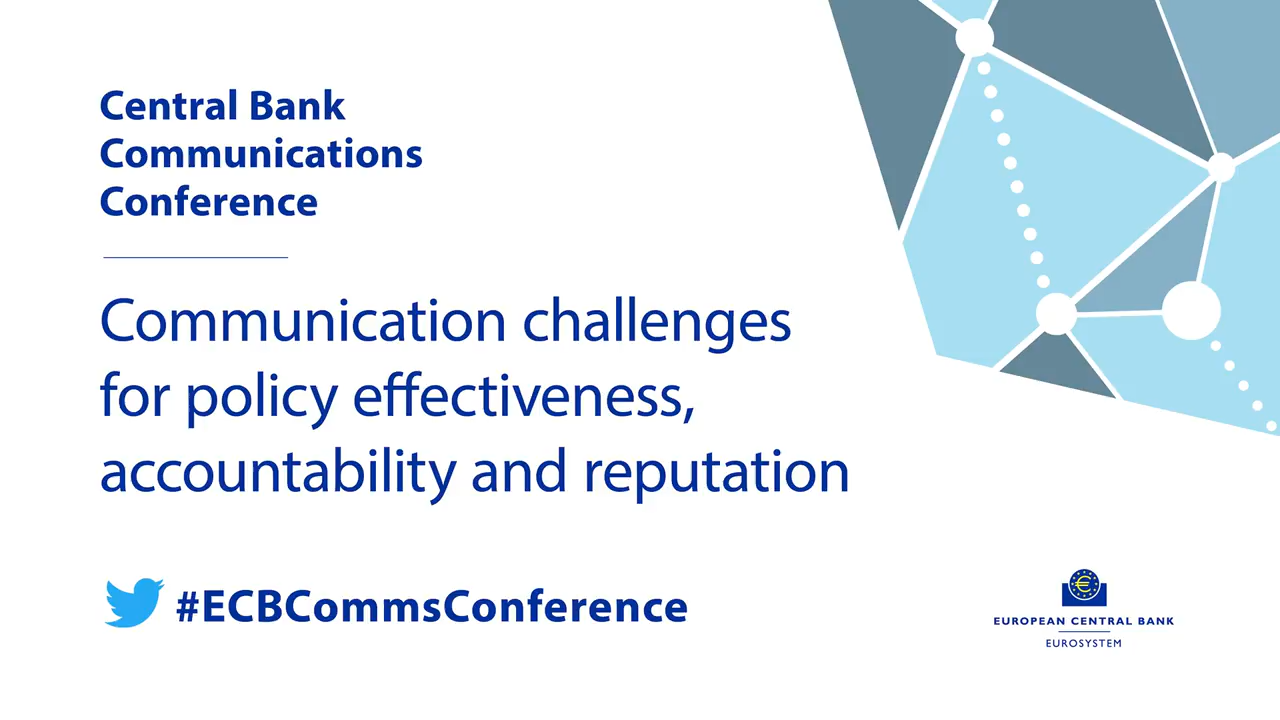 Central Bank
Communications
Conference
Communication challenges
for policy effectiveness,
accountability and reputation
#ECBCommsConference
€
EUROPEAN CENTRAL BANK
EUROSYSTEM